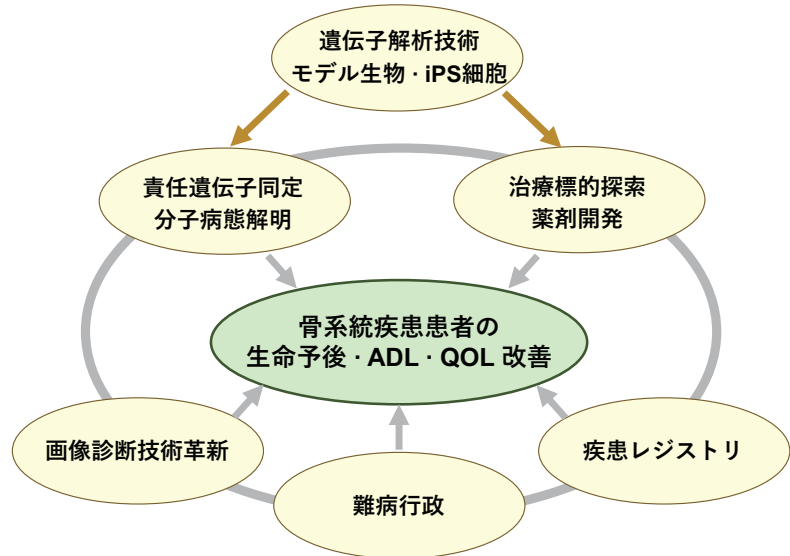 遺伝子解析技術
モデル生物・iPS細胞
責任遺伝子同定
分子病態解明
治療標的探索
薬剤開発
骨系統疾患患者の
生命予後・ADL・QOL 改善
画像診断技術革新
疾患レジストリ
難病行政